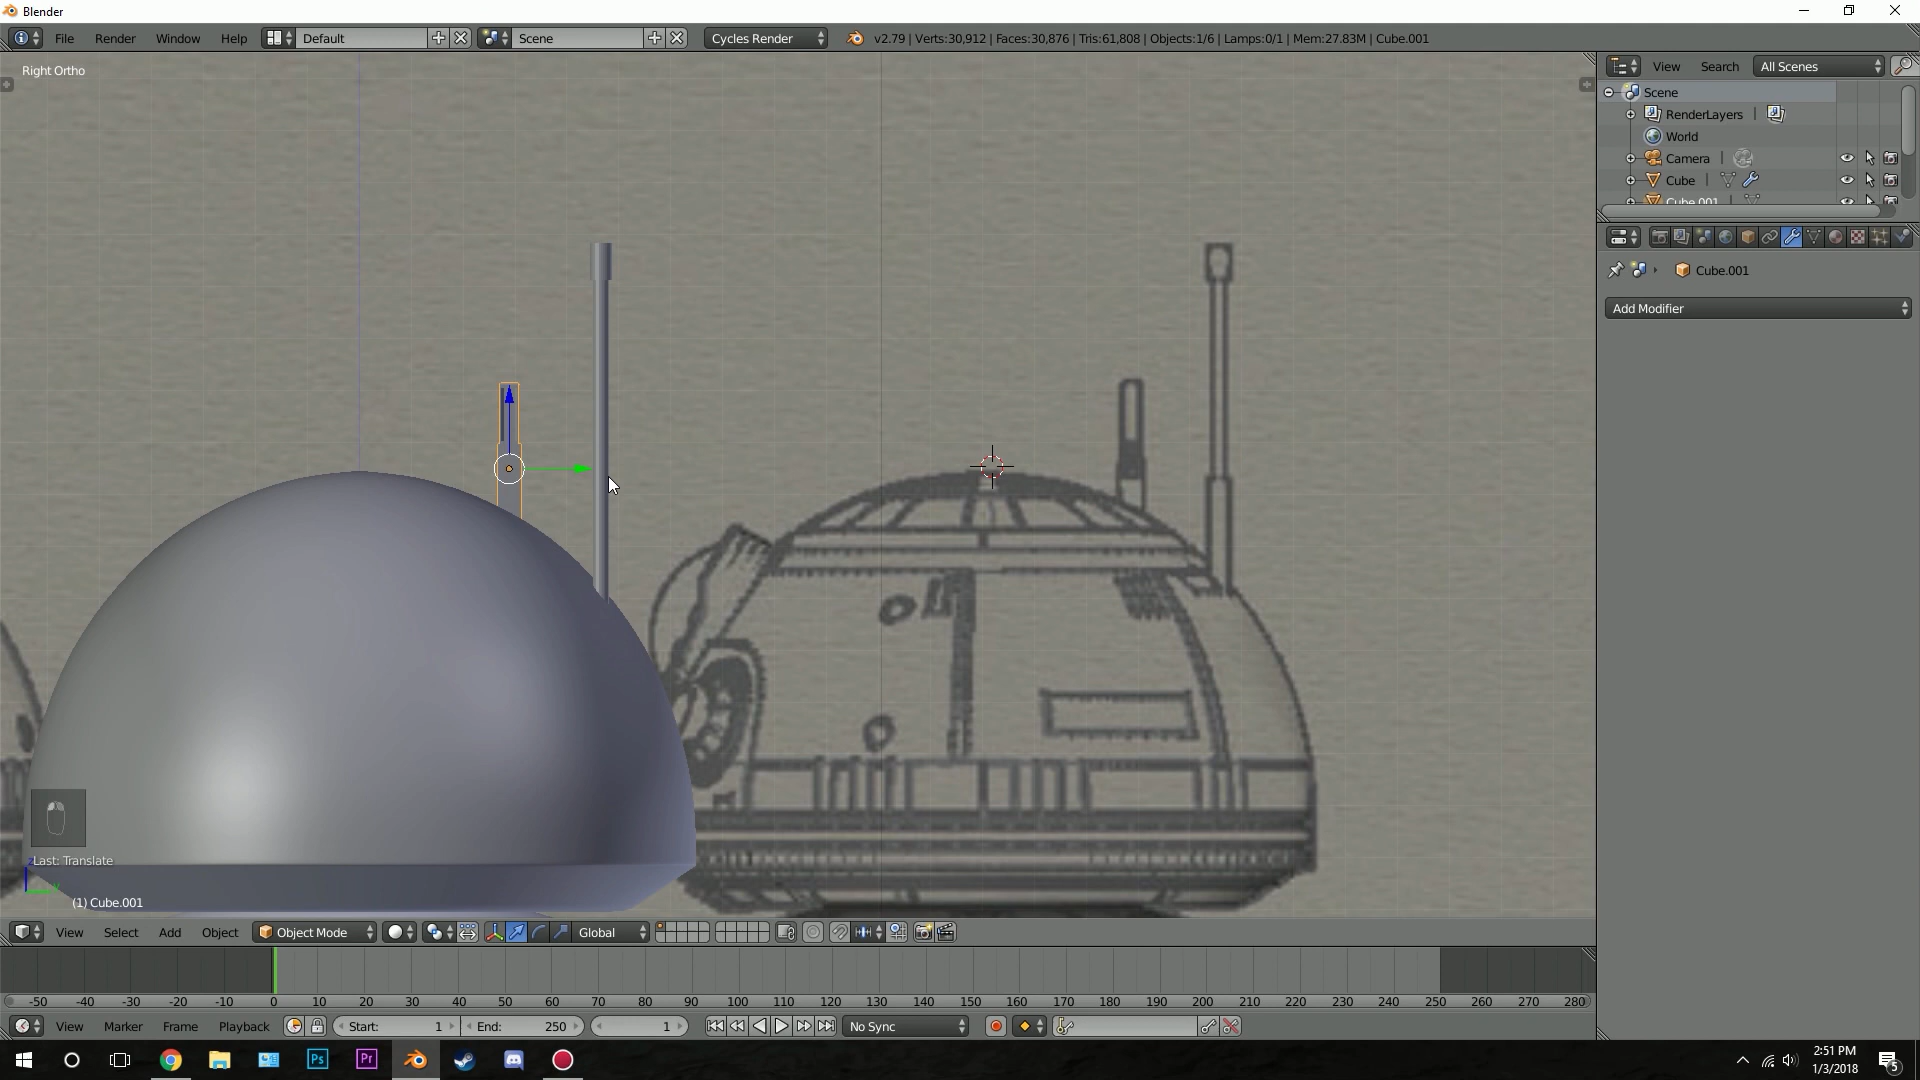 Blender
File Render Window Help Default Scene Cycles Render v2.79 | Verts:30,912 | Faces:30,876 | Tris:61,808 | Objects:1/6 | Lamps:0/1 | Mem:27.83M | Cube.001
Right Ortho
View Search All Scenes
Scene
RenderLayers
World
Camera
Cube
Cube.001
Cube.001
Add Modifier
Last: Translate
z
y
(1) Cube.001
View Select Add Object Object Mode Global
-50 -40 -30 -20 -10 0 10 20 30 40 50 60 70 80 90 100 110 120 130 140 150 160 170 180 190 200 210 220 230 240 250 260 270 280
View Marker Frame Playback Start: 1 End: 250 1 No Sync
Ps Pr
2:51 PM
1/3/2018
5